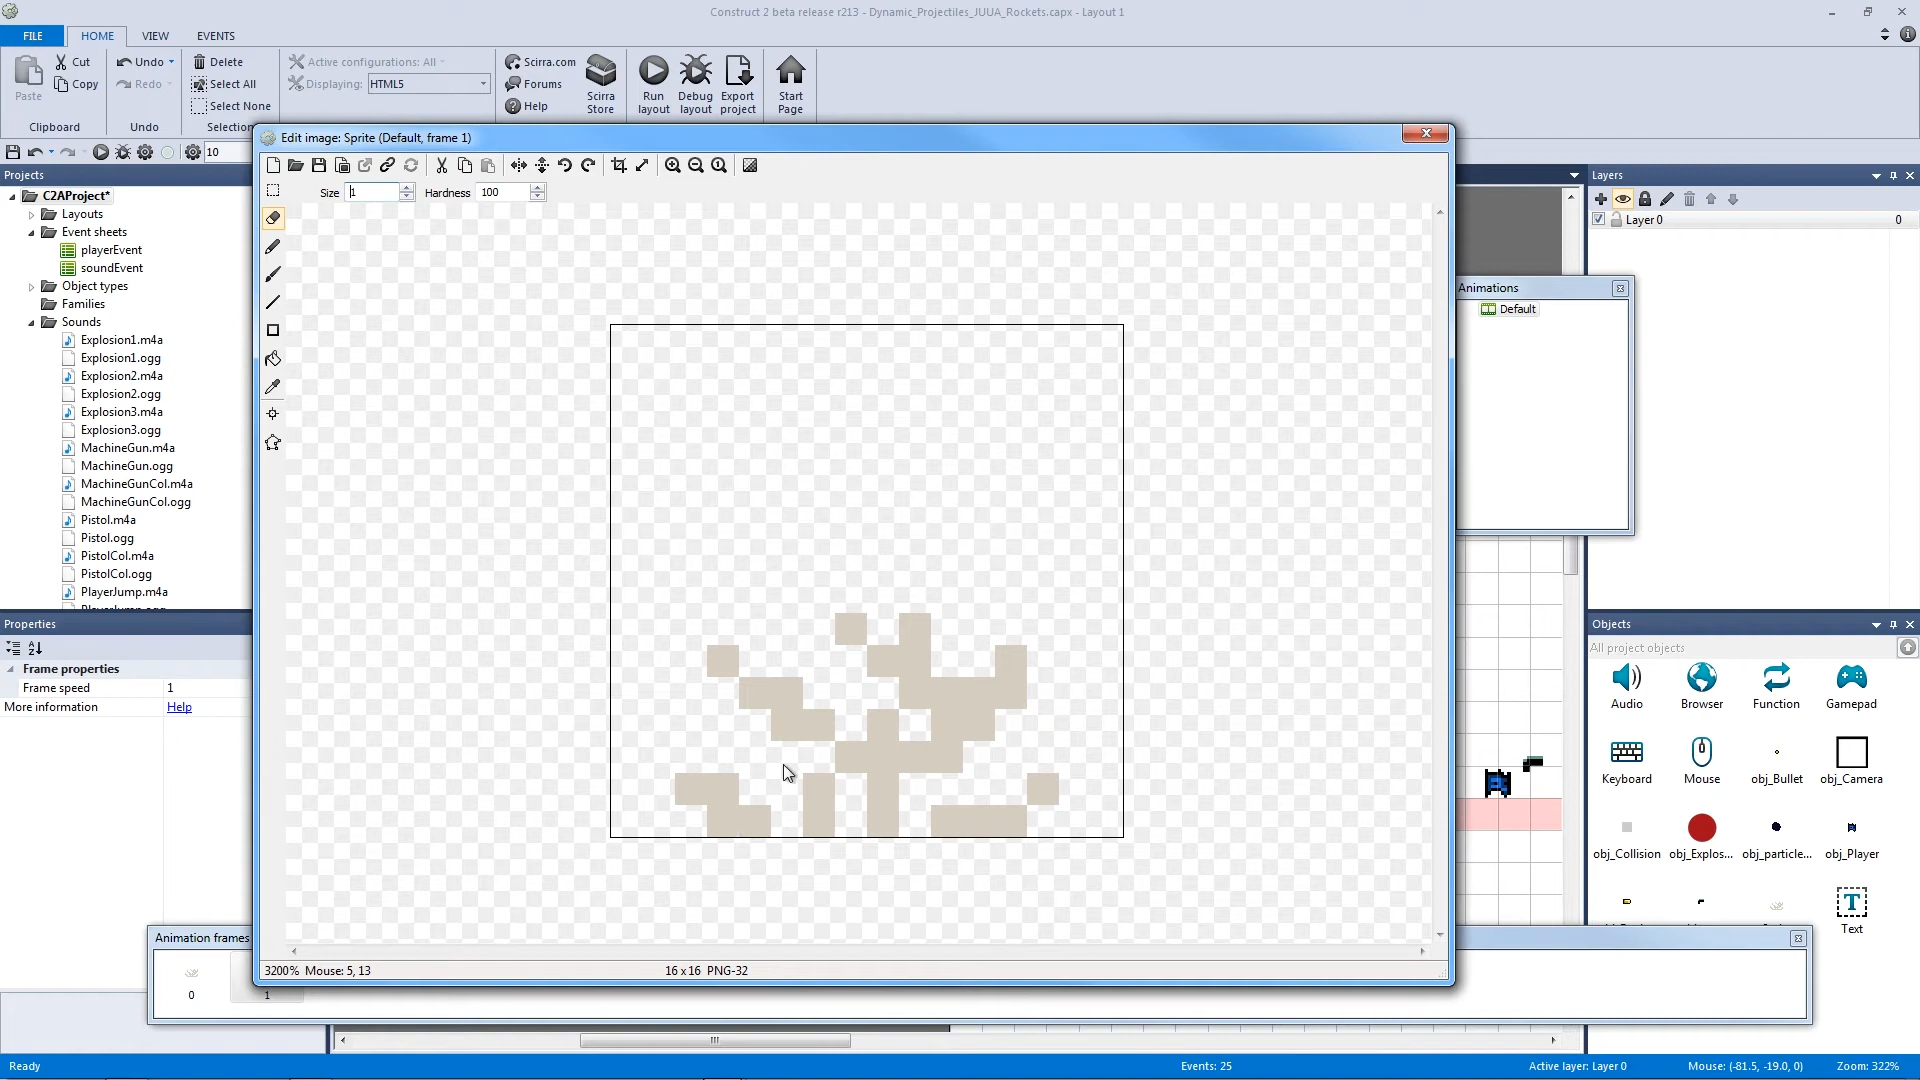 Construct 2 beta release r213 - Dynamic_Projectiles_JUUA_Rockets.capx - Layout 1
FILE HOME VIEW EVENTS
Paste Cut Copy Clipboard
Undo Redo Undo
Delete
Select All
Select None
Selection
Active configurations: All
Displaying: HTML5
Scirra.com
Forums
Help
Scirra Store
Run layout
Debug layout
Export project
Start Page
10
Projects
C2AProject*
Layouts
Event sheets
playerEvent
soundEvent
Object types
Families
Sounds
Explosion1.m4a
Explosion1.ogg
Explosion2.m4a
Explosion2.ogg
Explosion3.m4a
Explosion3.ogg
MachineGun.m4a
MachineGun.ogg
MachineGunCol.m4a
MachineGunCol.ogg
Pistol.m4a
Pistol.ogg
PistolCol.m4a
PistolCol.ogg
PlayerJump.m4a
Properties
Frame properties
Frame speed 1
More information Help
Edit image: Sprite (Default, frame 1)
Size 1 Hardness 100
3200% Mouse: 5, 13 16 x 16 PNG-32
Animation frames
0 1
Animations
Default
Layers
Layer 0 0
Objects
All project objects
Audio Browser Function Gamepad
Keyboard Mouse obj_Bullet obj_Camera
obj_Collision obj_Explos... obj_particle... obj_Player
Text
Ready Events: 25 Active layer: Layer 0 Mouse: (-81.5, -19.0, 0) Zoom: 322%